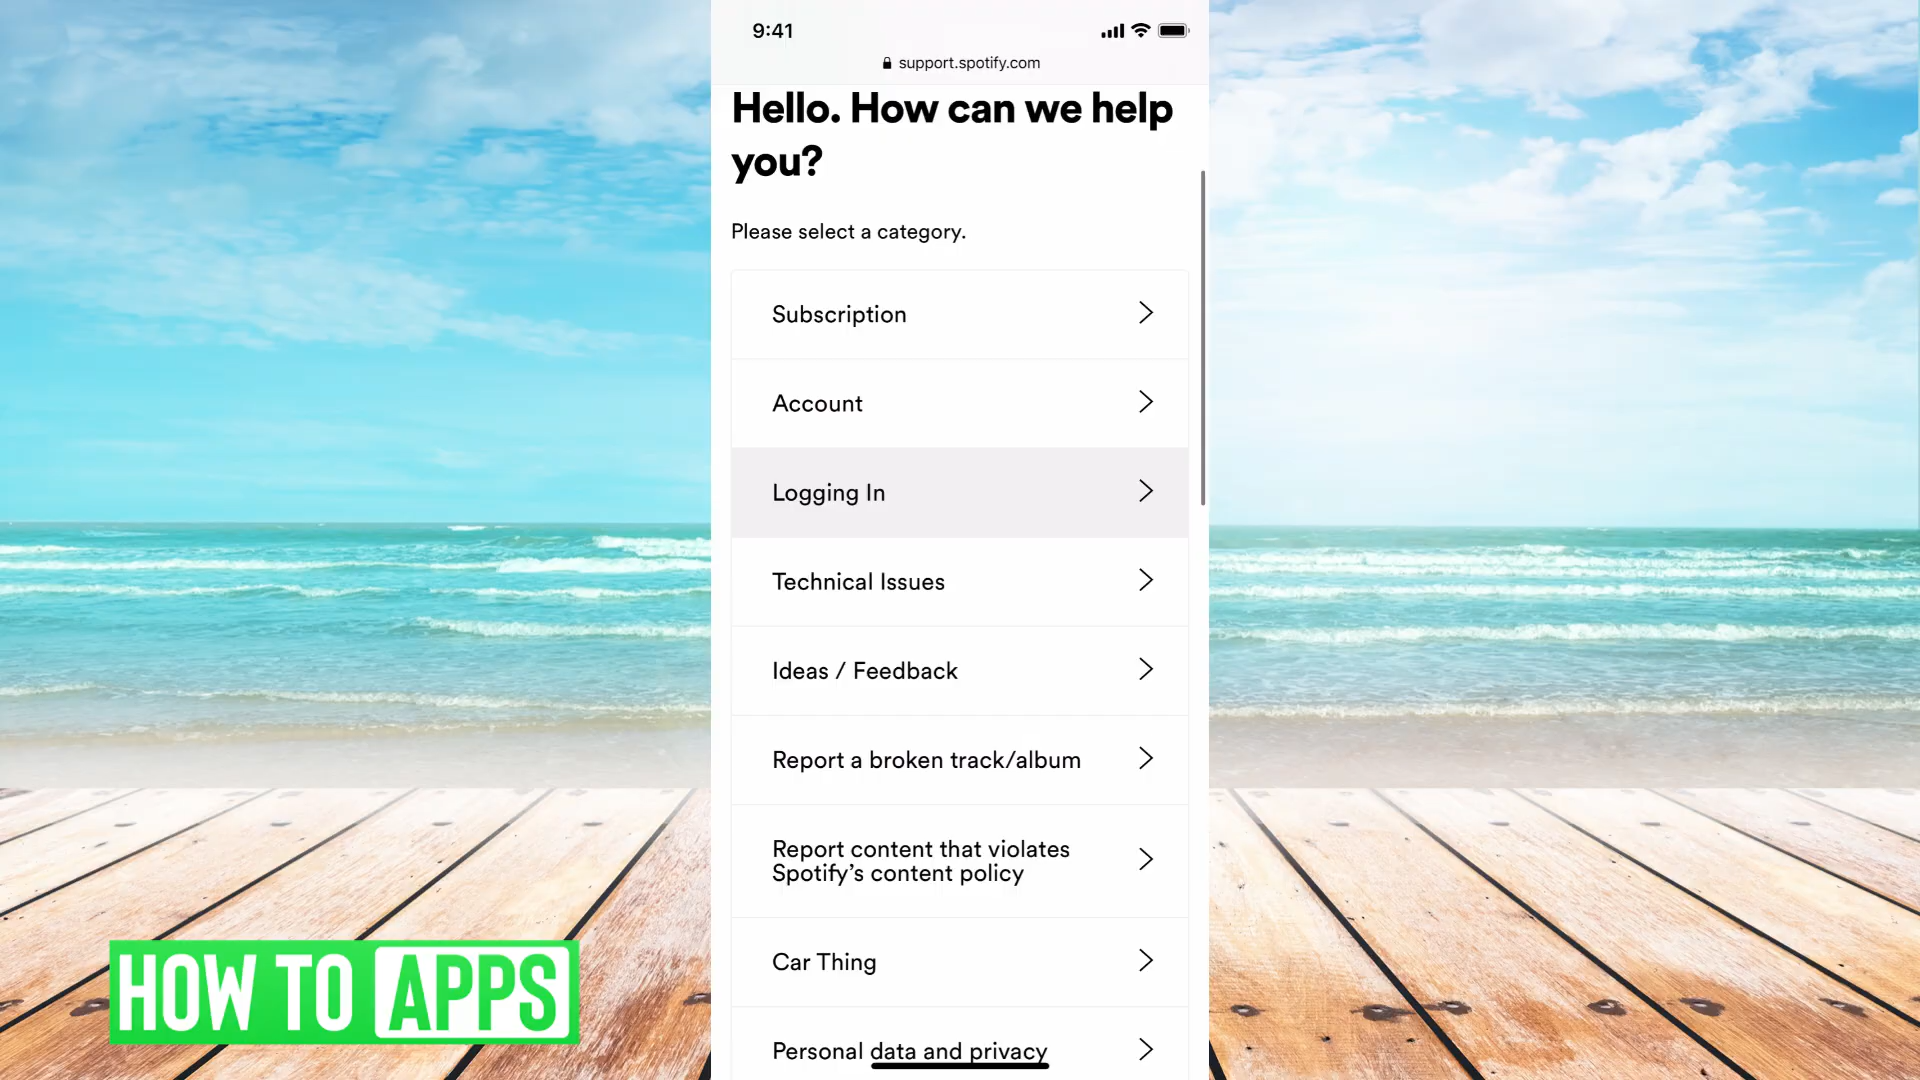 9:41
support.spotify.com
Hello. How can we help
you?
Please select a category.
Subscription
Account
Logging In
Technical Issues
Ideas / Feedback
Report a broken track/album
Report content that violates
Spotify’s content policy
Car Thing
Personal data and privacy
HOW TO APPS